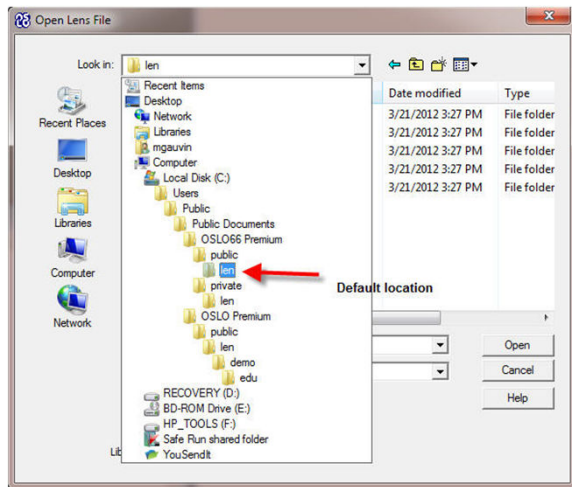 Open Lens File
Look in: len
Recent Items
Desktop
Network
Libraries
mgauvin
Computer
Local Disk (C:)
Users
Public
Public Documents
OSLO66 Premium
public
len
private
len
OSLO Premium
public
len
demo
edu
RECOVERY (D:)
BD-ROM Drive (E:)
HP_TOOLS (F:)
Safe Run shared folder
YouSendIt
Recent Places
Desktop
Libraries
Computer
Network
Date modified Type
3/21/2012 3:27 PM File folder
3/21/2012 3:27 PM File folder
3/21/2012 3:27 PM File folder
3/21/2012 3:27 PM File folder
3/21/2012 3:27 PM File folder
Default location
Open
Cancel
Help